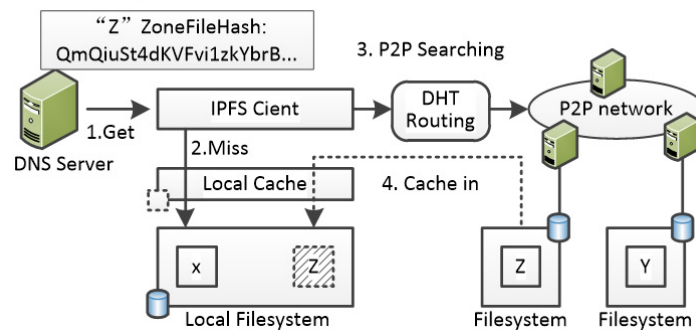 “Z” ZoneFileHash:
QmQiuSt4dKVFvi1zkYbrB...
3. P2P Searching
IPFS Cient
DHT
Routing
P2P network
1.Get
DNS Server
2.Miss
Local Cache
4. Cache in
x
Z
Z
Y
Local Filesystem
Filesystem
Filesystem